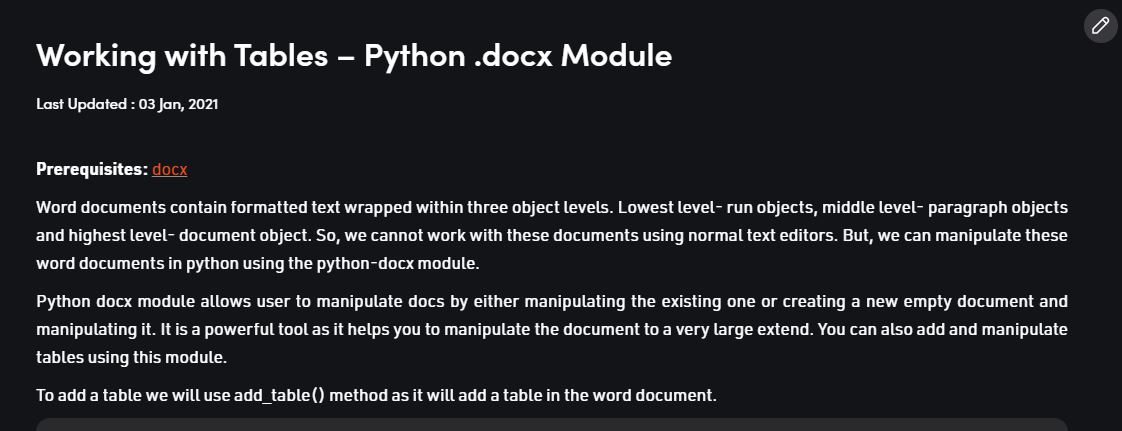 Working with Tables – Python .docx Module
Last Updated : 03 Jan, 2021
Prerequisites: docx
Word documents contain formatted text wrapped within three object levels. Lowest level- run objects, middle level- paragraph objects
and highest level- document object. So, we cannot work with these documents using normal text editors. But, we can manipulate these
word documents in python using the python-docx module.
Python docx module allows user to manipulate docs by either manipulating the existing one or creating a new empty document and
manipulating it. It is a powerful tool as it helps you to manipulate the document to a very large extend. You can also add and manipulate
tables using this module.
To add a table we will use add_table() method as it will add a table in the word document.